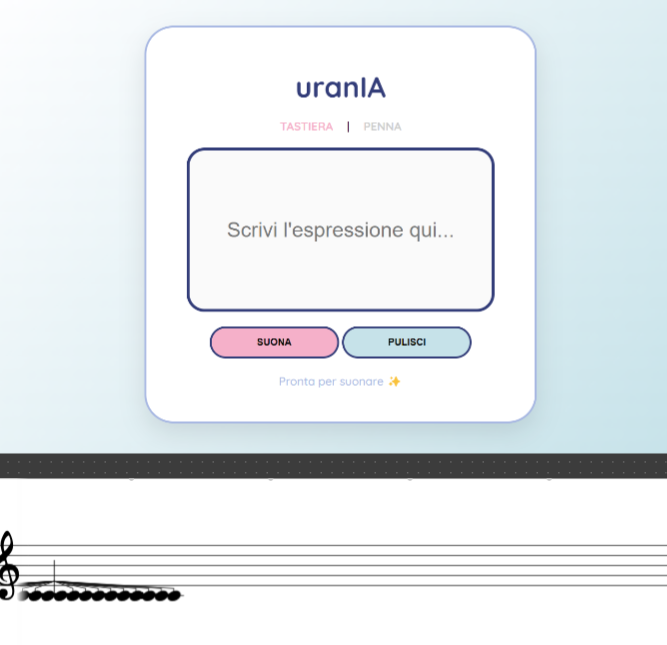 uranIA
TASTIERA | PENNA
Scrivi l'espressione qui...
SUONA PULISCI
Pronta per suonare ✨